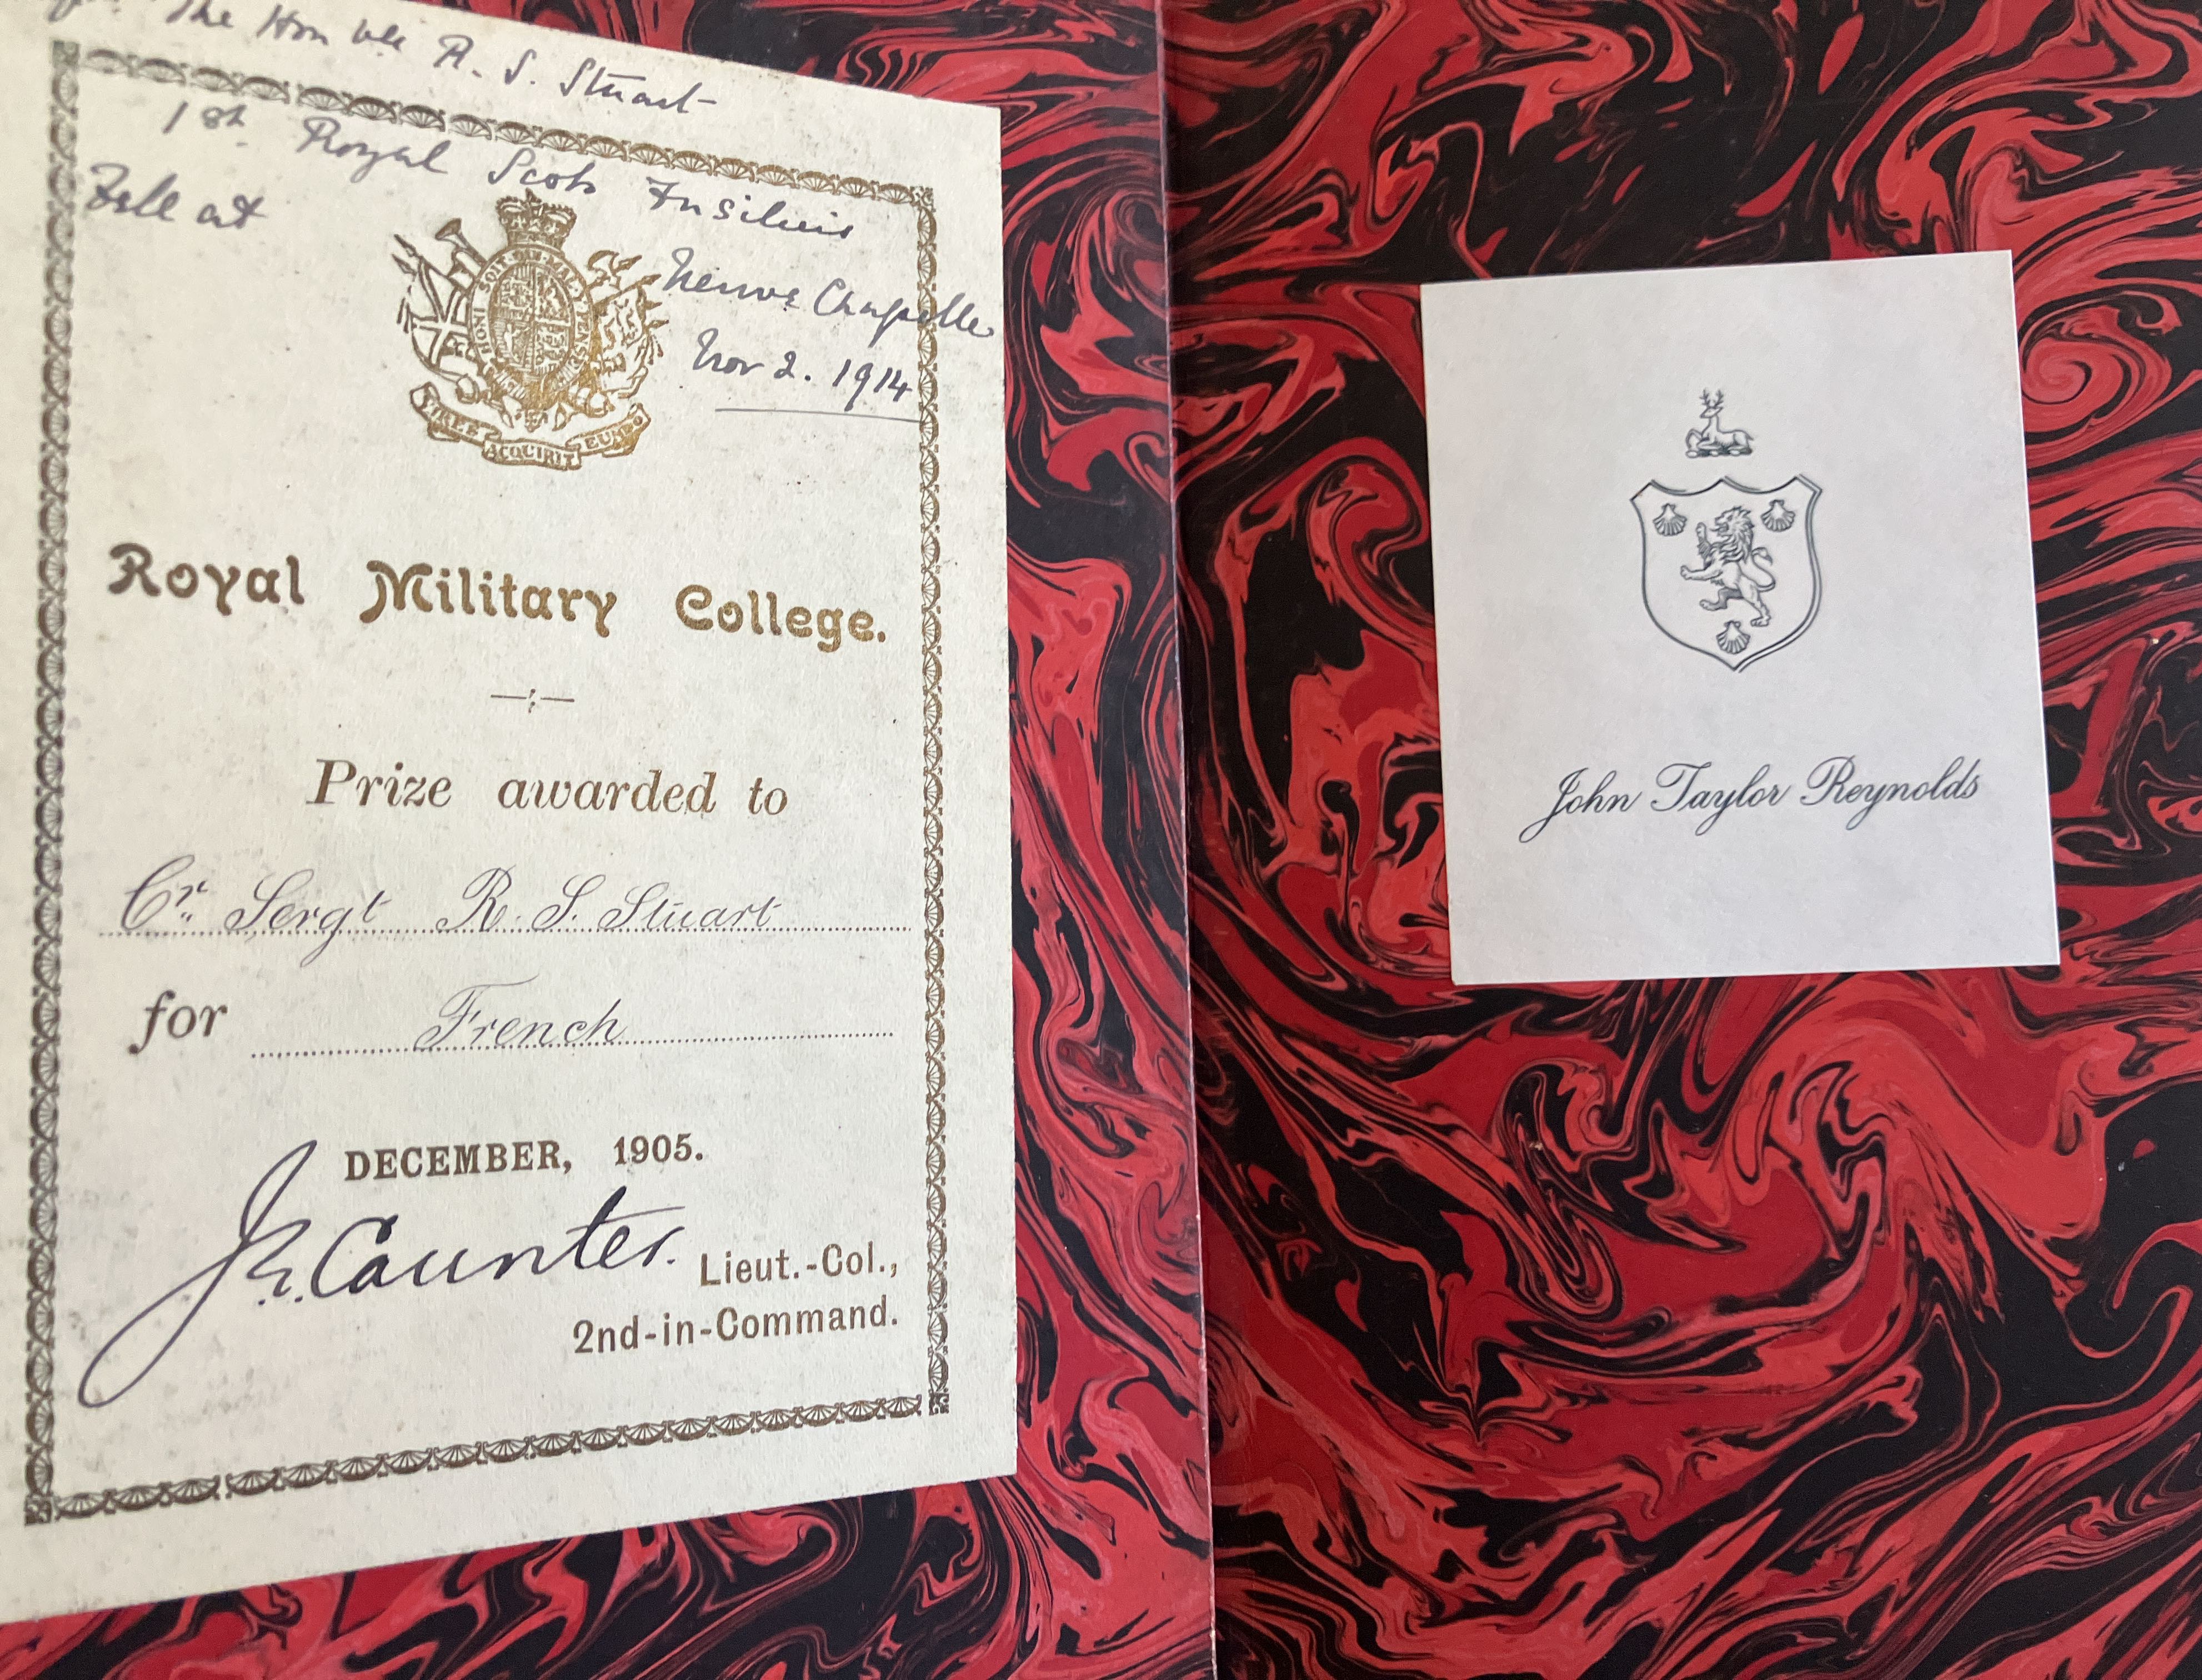 The Honble R. S. Stuart
1st Royal Scots Fusiliers
Fell at
Neuve Chapelle
Nov 2. 1914
HONI SOIT QUI MAL Y PENSE
VIRES ACQUIRIT EUNDO
Royal Military College.
Prize awarded to
Cr. Sergt R. S. Stuart
for French
DECEMBER, 1905.
J.R. Caunter. Lieut.-Col.,
2nd-in-Command.
John Taylor Reynolds